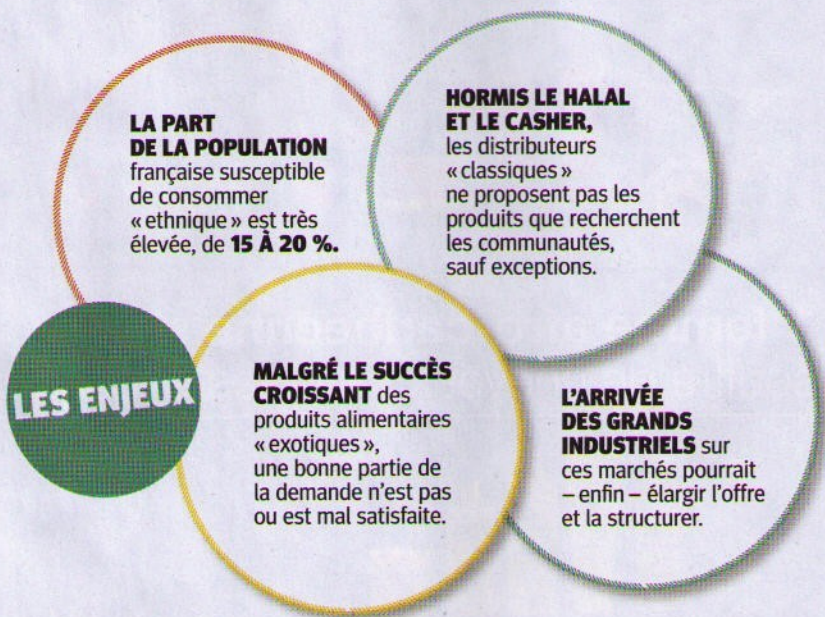 LA PART
DE LA POPULATION
française susceptible
de consommer
« ethnique » est très
élevée, de 15 À 20 %.
HORMIS LE HALAL
ET LE CASHER,
les distributeurs
« classiques »
ne proposent pas les
produits que recherchent
les communautés,
sauf exceptions.
LES ENJEUX
MALGRÉ LE SUCCÈS
CROISSANT des
produits alimentaires
« exotiques »,
une bonne partie de
la demande n'est pas
ou est mal satisfaite.
L'ARRIVÉE
DES GRANDS
INDUSTRIELS sur
ces marchés pourrait
– enfin – élargir l'offre
et la structurer.